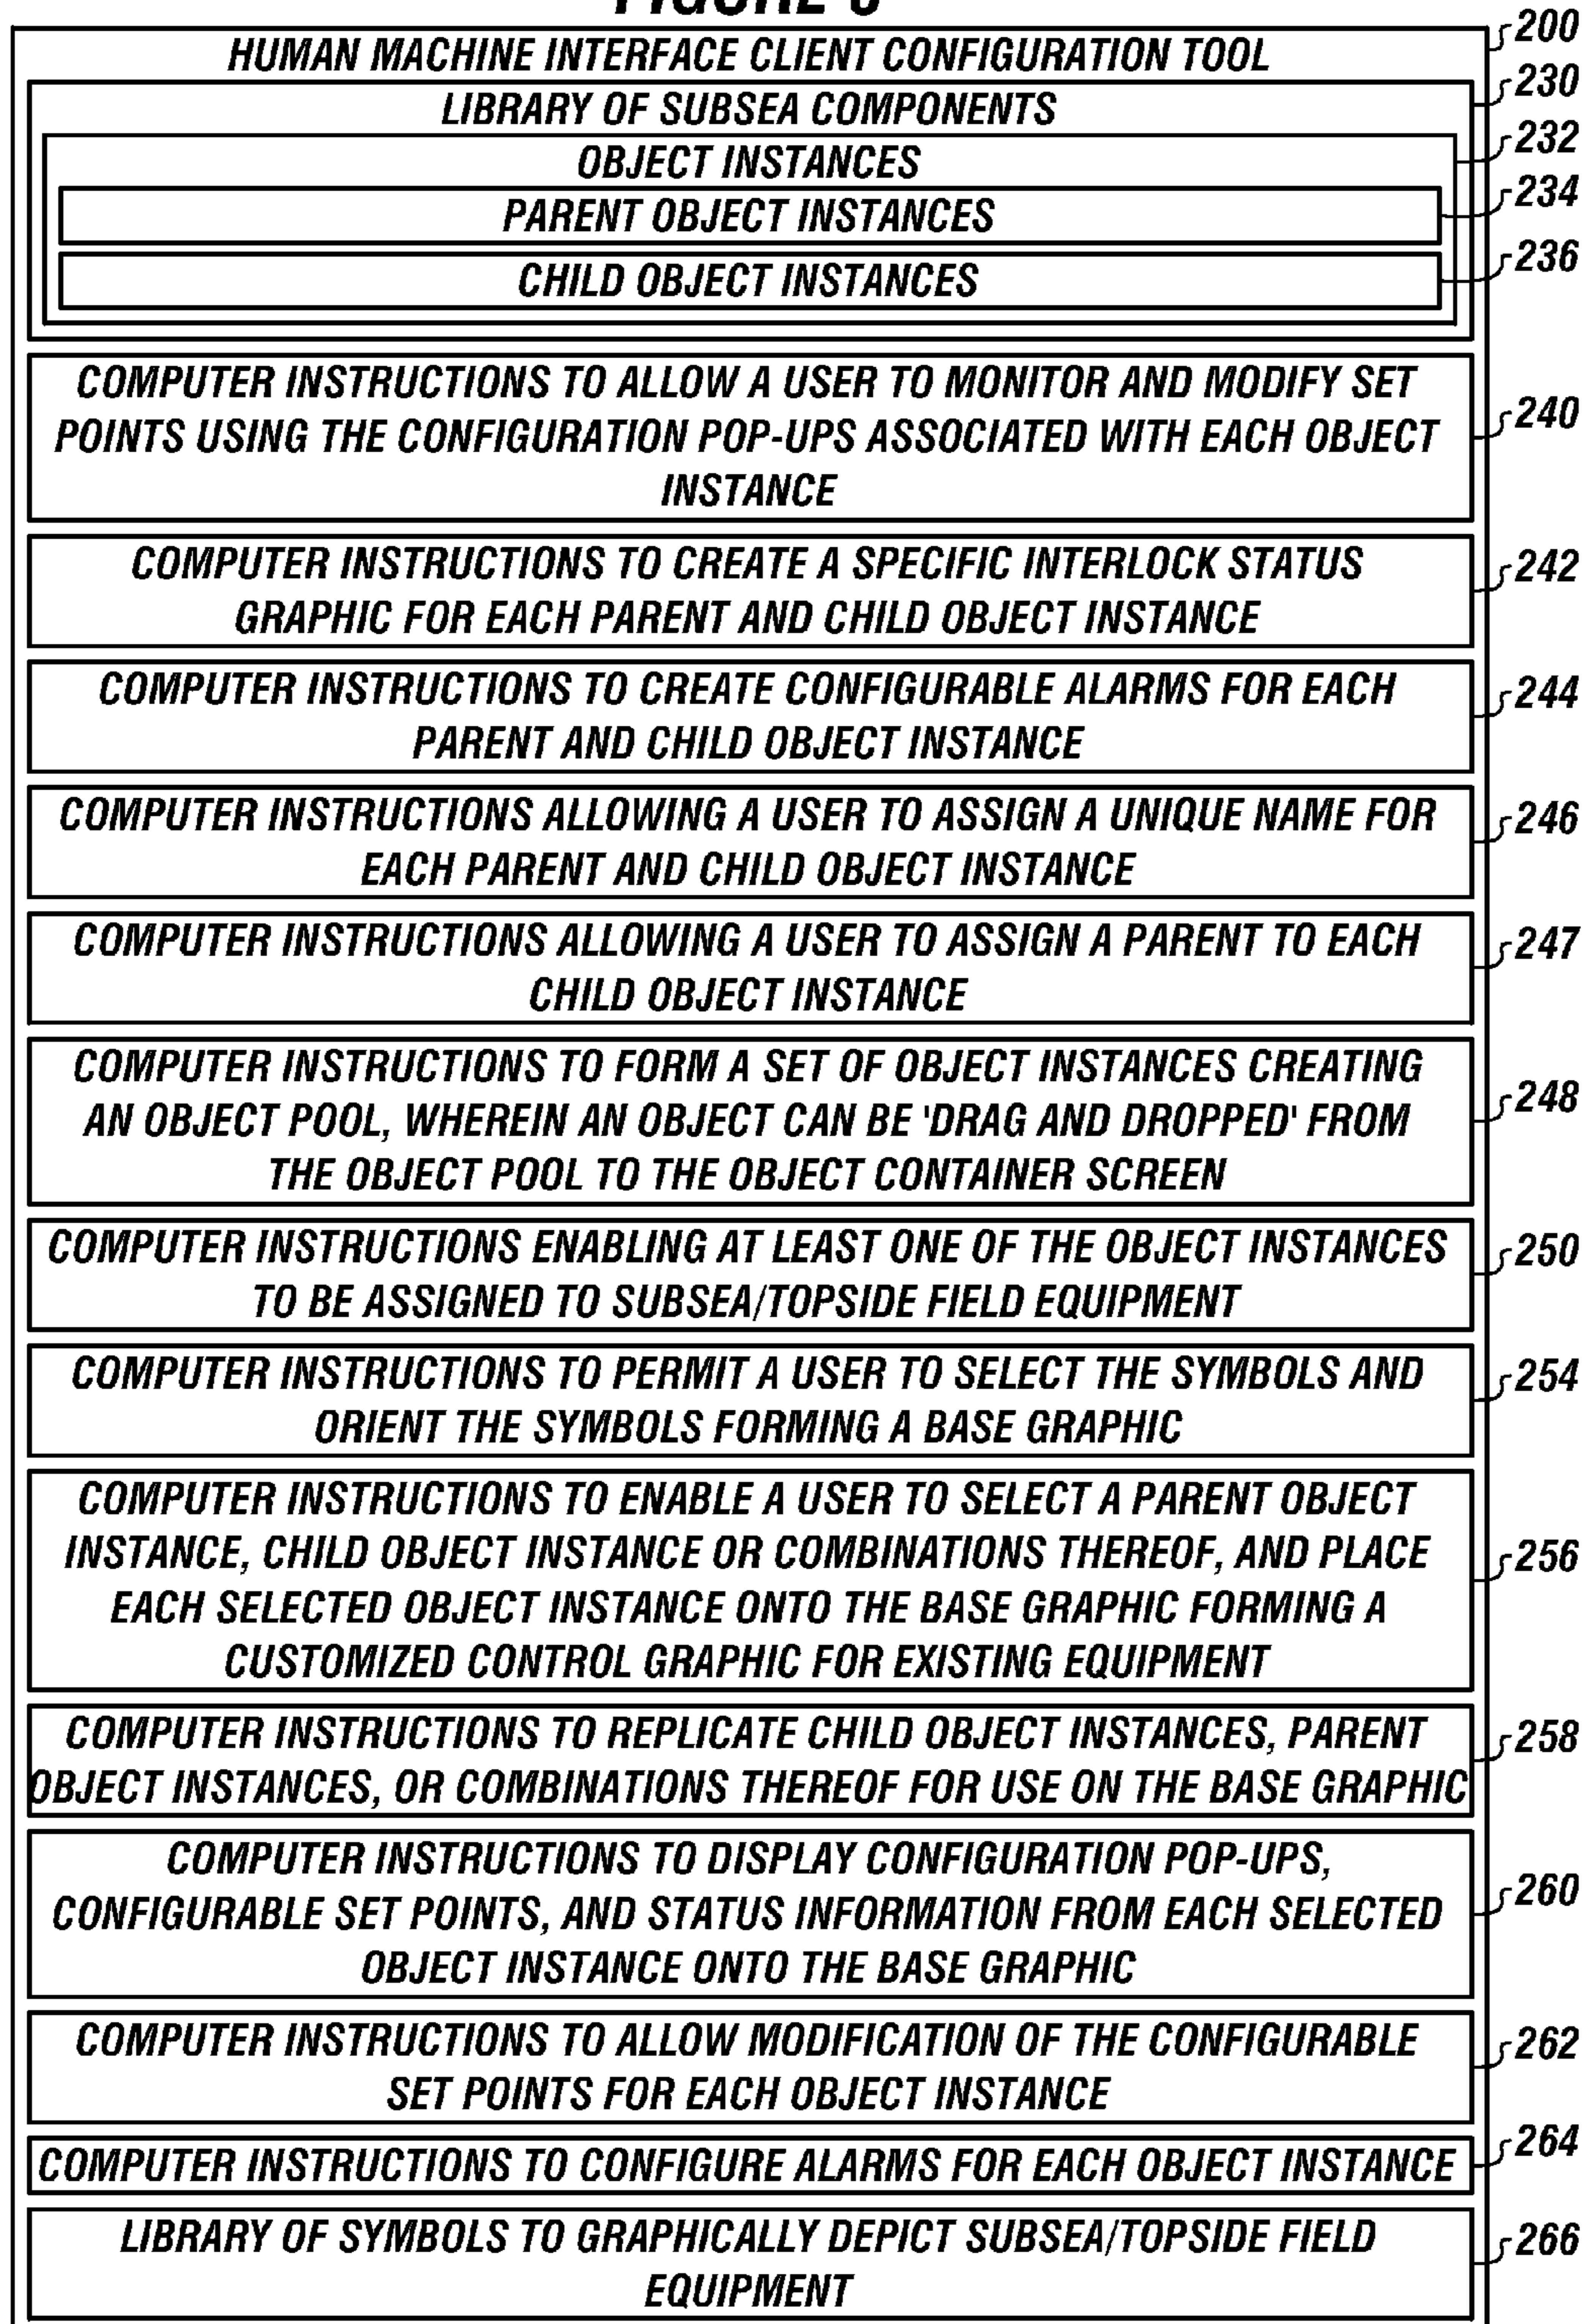 HUMAN MACHINE INTERFACE CLIENT CONFIGURATION TOOL
200
LIBRARY OF SUBSEA COMPONENTS
230
OBJECT INSTANCES
232
PARENT OBJECT INSTANCES
234
CHILD OBJECT INSTANCES
236
COMPUTER INSTRUCTIONS TO ALLOW A USER TO MONITOR AND MODIFY SET
POINTS USING THE CONFIGURATION POP-UPS ASSOCIATED WITH EACH OBJECT
INSTANCE
240
COMPUTER INSTRUCTIONS TO CREATE A SPECIFIC INTERLOCK STATUS
GRAPHIC FOR EACH PARENT AND CHILD OBJECT INSTANCE
242
COMPUTER INSTRUCTIONS TO CREATE CONFIGURABLE ALARMS FOR EACH
PARENT AND CHILD OBJECT INSTANCE
244
COMPUTER INSTRUCTIONS ALLOWING A USER TO ASSIGN A UNIQUE NAME FOR
EACH PARENT AND CHILD OBJECT INSTANCE
246
COMPUTER INSTRUCTIONS ALLOWING A USER TO ASSIGN A PARENT TO EACH
CHILD OBJECT INSTANCE
247
COMPUTER INSTRUCTIONS TO FORM A SET OF OBJECT INSTANCES CREATING
AN OBJECT POOL, WHEREIN AN OBJECT CAN BE 'DRAG AND DROPPED' FROM
THE OBJECT POOL TO THE OBJECT CONTAINER SCREEN
248
COMPUTER INSTRUCTIONS ENABLING AT LEAST ONE OF THE OBJECT INSTANCES
TO BE ASSIGNED TO SUBSEA/TOPSIDE FIELD EQUIPMENT
250
COMPUTER INSTRUCTIONS TO PERMIT A USER TO SELECT THE SYMBOLS AND
ORIENT THE SYMBOLS FORMING A BASE GRAPHIC
254
COMPUTER INSTRUCTIONS TO ENABLE A USER TO SELECT A PARENT OBJECT
INSTANCE, CHILD OBJECT INSTANCE OR COMBINATIONS THEREOF, AND PLACE
EACH SELECTED OBJECT INSTANCE ONTO THE BASE GRAPHIC FORMING A
CUSTOMIZED CONTROL GRAPHIC FOR EXISTING EQUIPMENT
256
COMPUTER INSTRUCTIONS TO REPLICATE CHILD OBJECT INSTANCES, PARENT
OBJECT INSTANCES, OR COMBINATIONS THEREOF FOR USE ON THE BASE GRAPHIC
258
COMPUTER INSTRUCTIONS TO DISPLAY CONFIGURATION POP-UPS,
CONFIGURABLE SET POINTS, AND STATUS INFORMATION FROM EACH SELECTED
OBJECT INSTANCE ONTO THE BASE GRAPHIC
260
COMPUTER INSTRUCTIONS TO ALLOW MODIFICATION OF THE CONFIGURABLE
SET POINTS FOR EACH OBJECT INSTANCE
262
COMPUTER INSTRUCTIONS TO CONFIGURE ALARMS FOR EACH OBJECT INSTANCE
264
LIBRARY OF SYMBOLS TO GRAPHICALLY DEPICT SUBSEA/TOPSIDE FIELD
EQUIPMENT
266